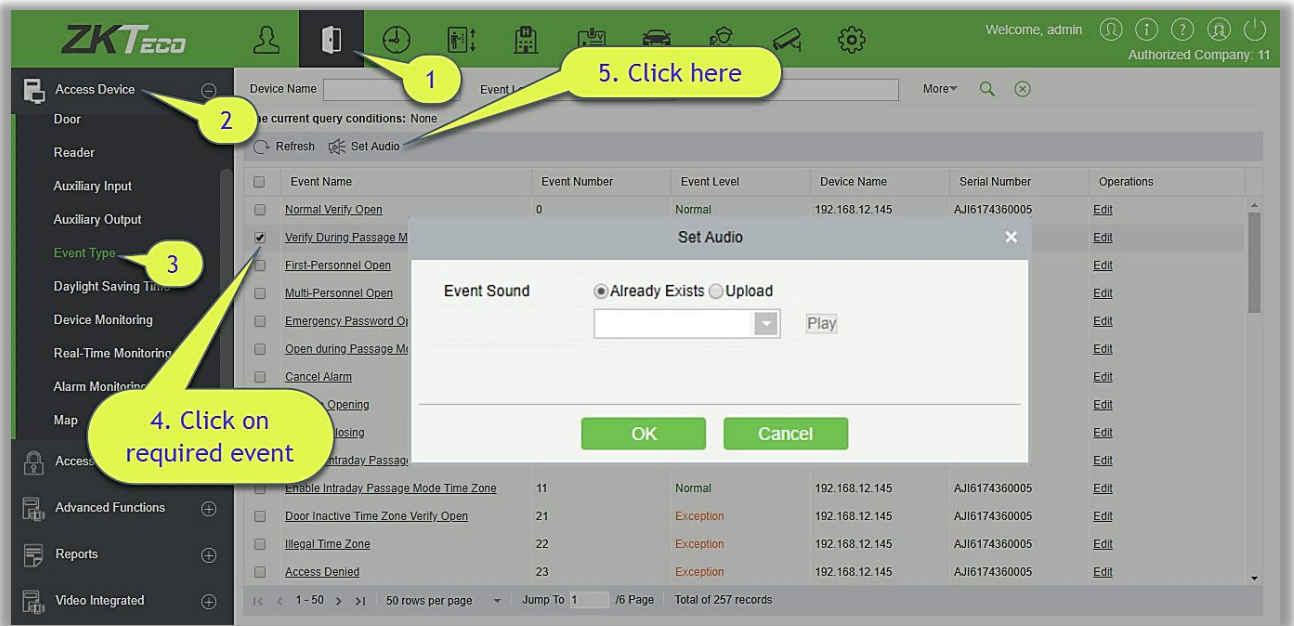 ZKTeco
Welcome, admin
Authorized Company: 11
1
5. Click here
Access Device
2
Device Name
Event L
More
The current query conditions: None
Refresh Set Audio
Door
Reader
Auxiliary Input
Auxiliary Output
Event Type
3
Daylight Saving Time
Device Monitoring
Real-Time Monitoring
Alarm Monitoring
Map
4. Click on
required event
Access
Advanced Functions
Reports
Video Integrated
Event Name Event Number Event Level Device Name Serial Number Operations
Normal Verify Open 0 Normal 192.168.12.145 AJI6174360005 Edit
Verify During Passage M Edit
First-Personnel Open Edit
Multi-Personnel Open Edit
Emergency Password Op Edit
Open during Passage Mo Edit
Cancel Alarm Edit
Opening Edit
losing Edit
ntraday Passage Edit
Enable Intraday Passage Mode Time Zone 11 Normal 192.168.12.145 AJI6174360005 Edit
Door Inactive Time Zone Verify Open 21 Exception 192.168.12.145 AJI6174360005 Edit
Illegal Time Zone 22 Exception 192.168.12.145 AJI6174360005 Edit
Access Denied 23 Exception 192.168.12.145 AJI6174360005 Edit
Set Audio
Event Sound Already Exists Upload
Play
OK Cancel
1 - 50 50 rows per page Jump To 1 /6 Page Total of 257 records